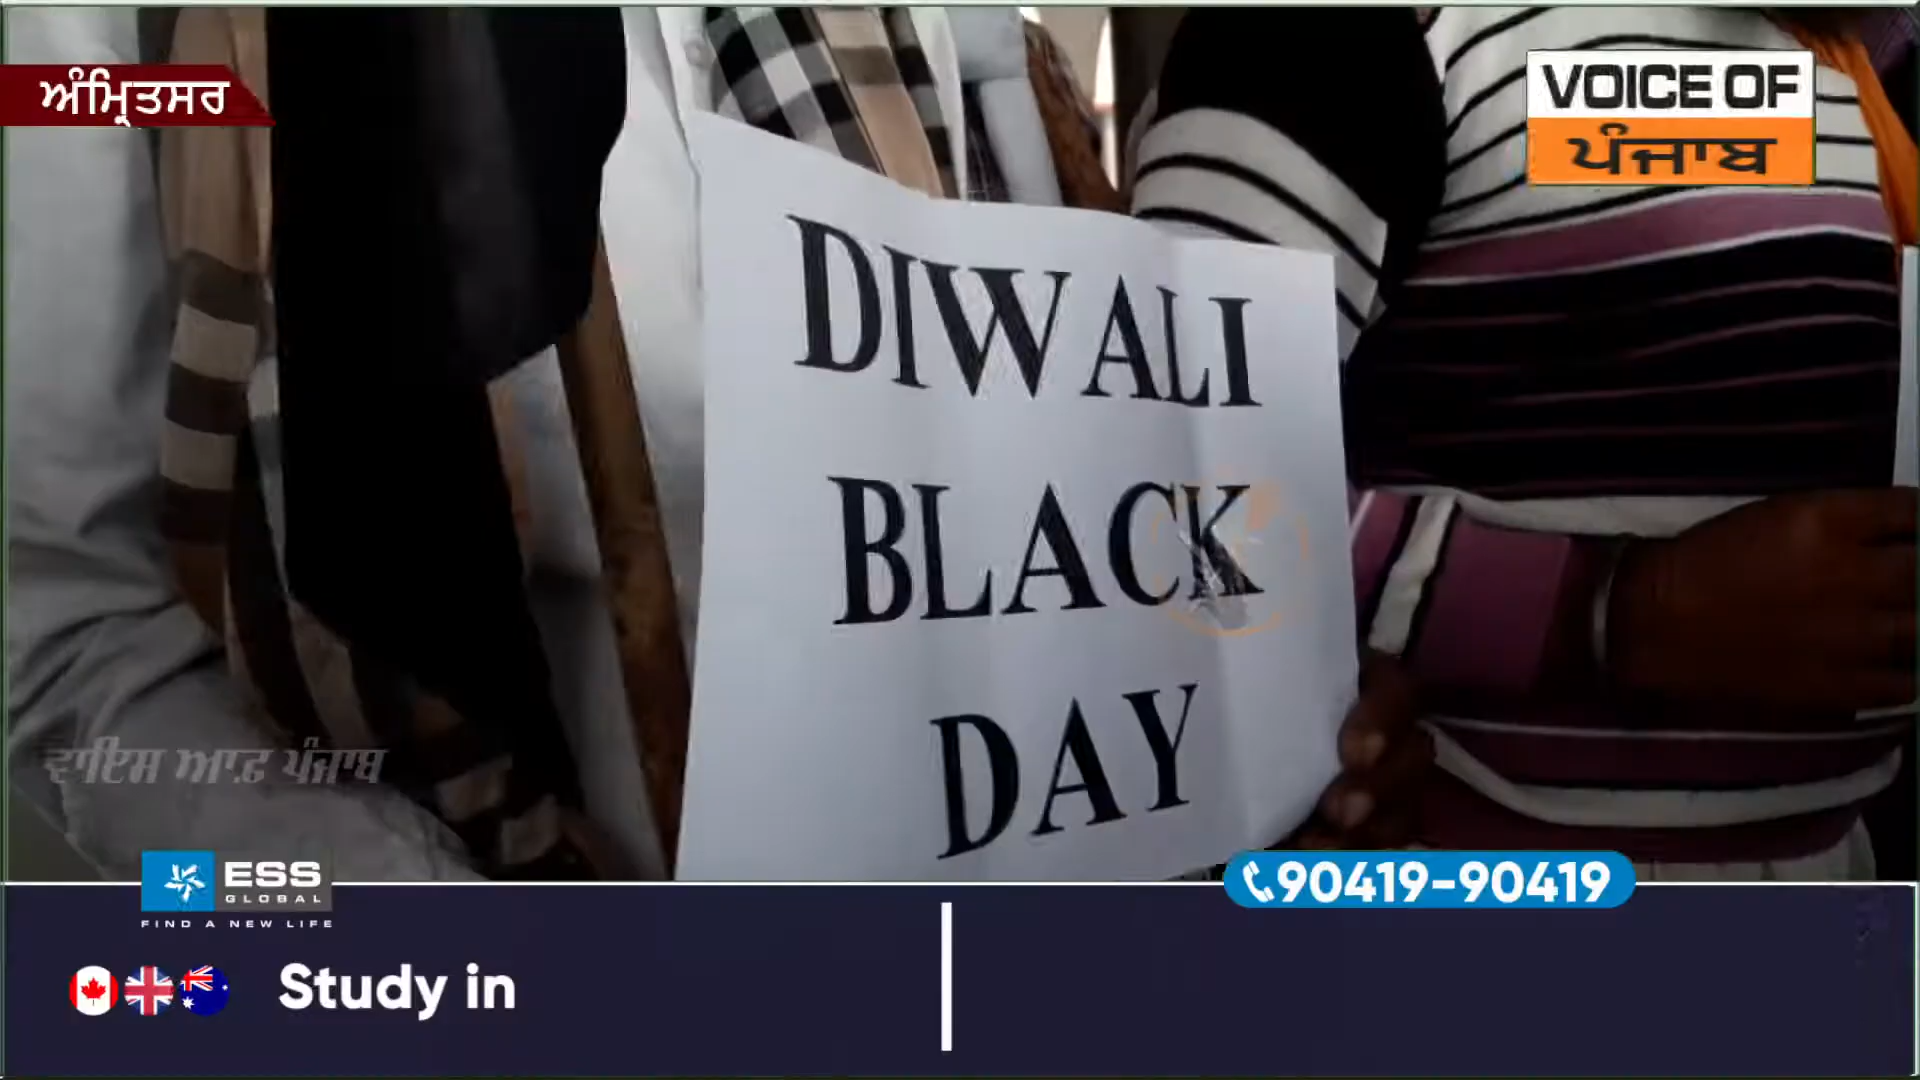 ਅੰਮ੍ਰਿਤਸਰ
VOICE OF
ਪੰਜਾਬ
DIWALI
BLACK
DAY
ਵਾਇਸ ਆਫ਼ ਪੰਜਾਬ
ESS
GLOBAL
FIND A NEW LIFE
90419-90419
Study in